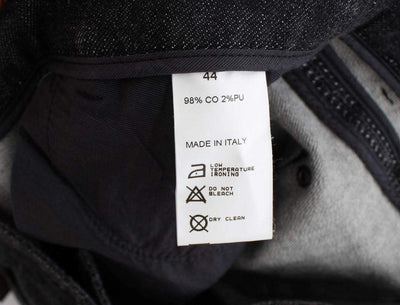 44
98% CO 2%PU
MADE IN ITALY
LOW
TEMPERATURE
IRONING
DO NOT
BLEACH
DRY CLEAN